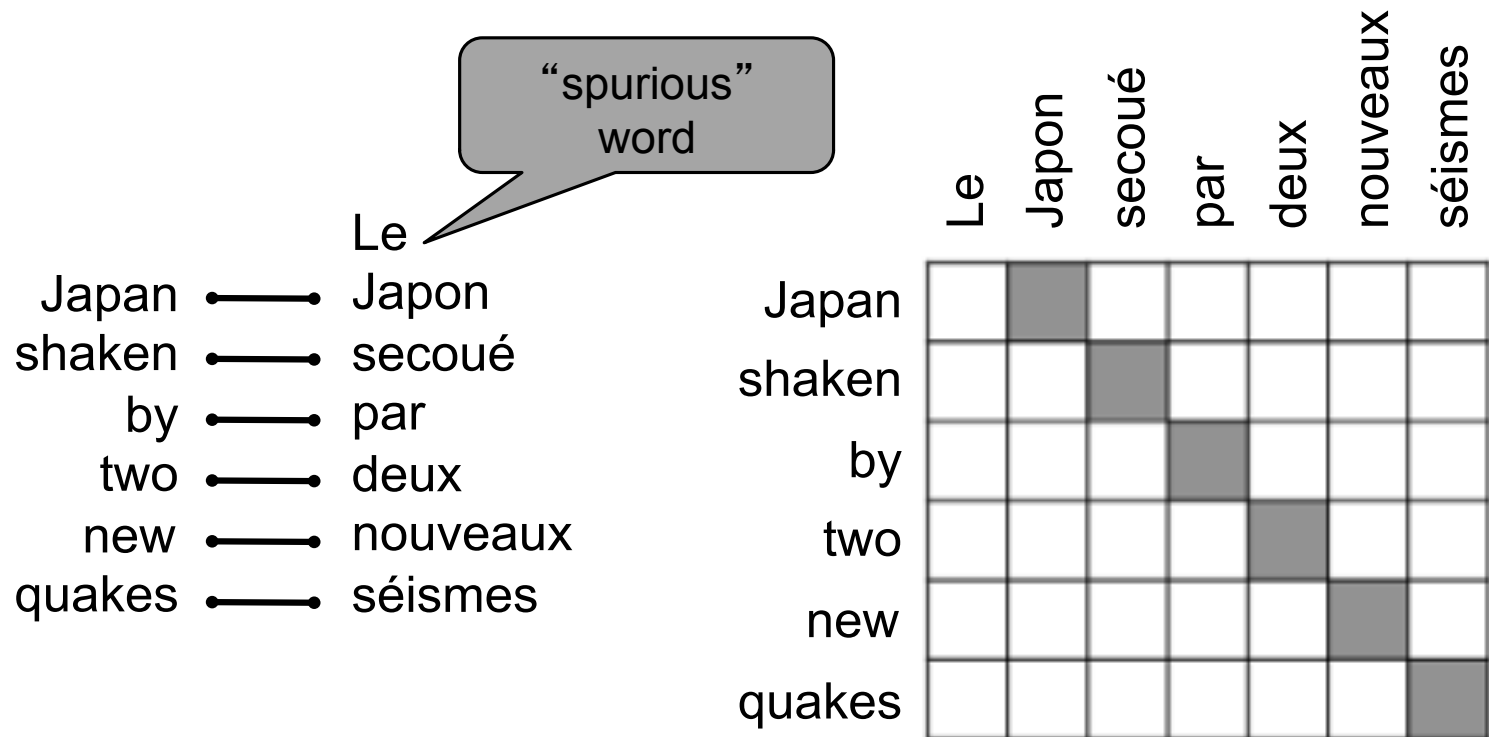 “spurious”
word
Le
Japan Japon
shaken secoué
by par
two deux
new nouveaux
quakes séismes
Le Japon secoué par deux nouveaux séismes
Japan
shaken
by
two
new
quakes